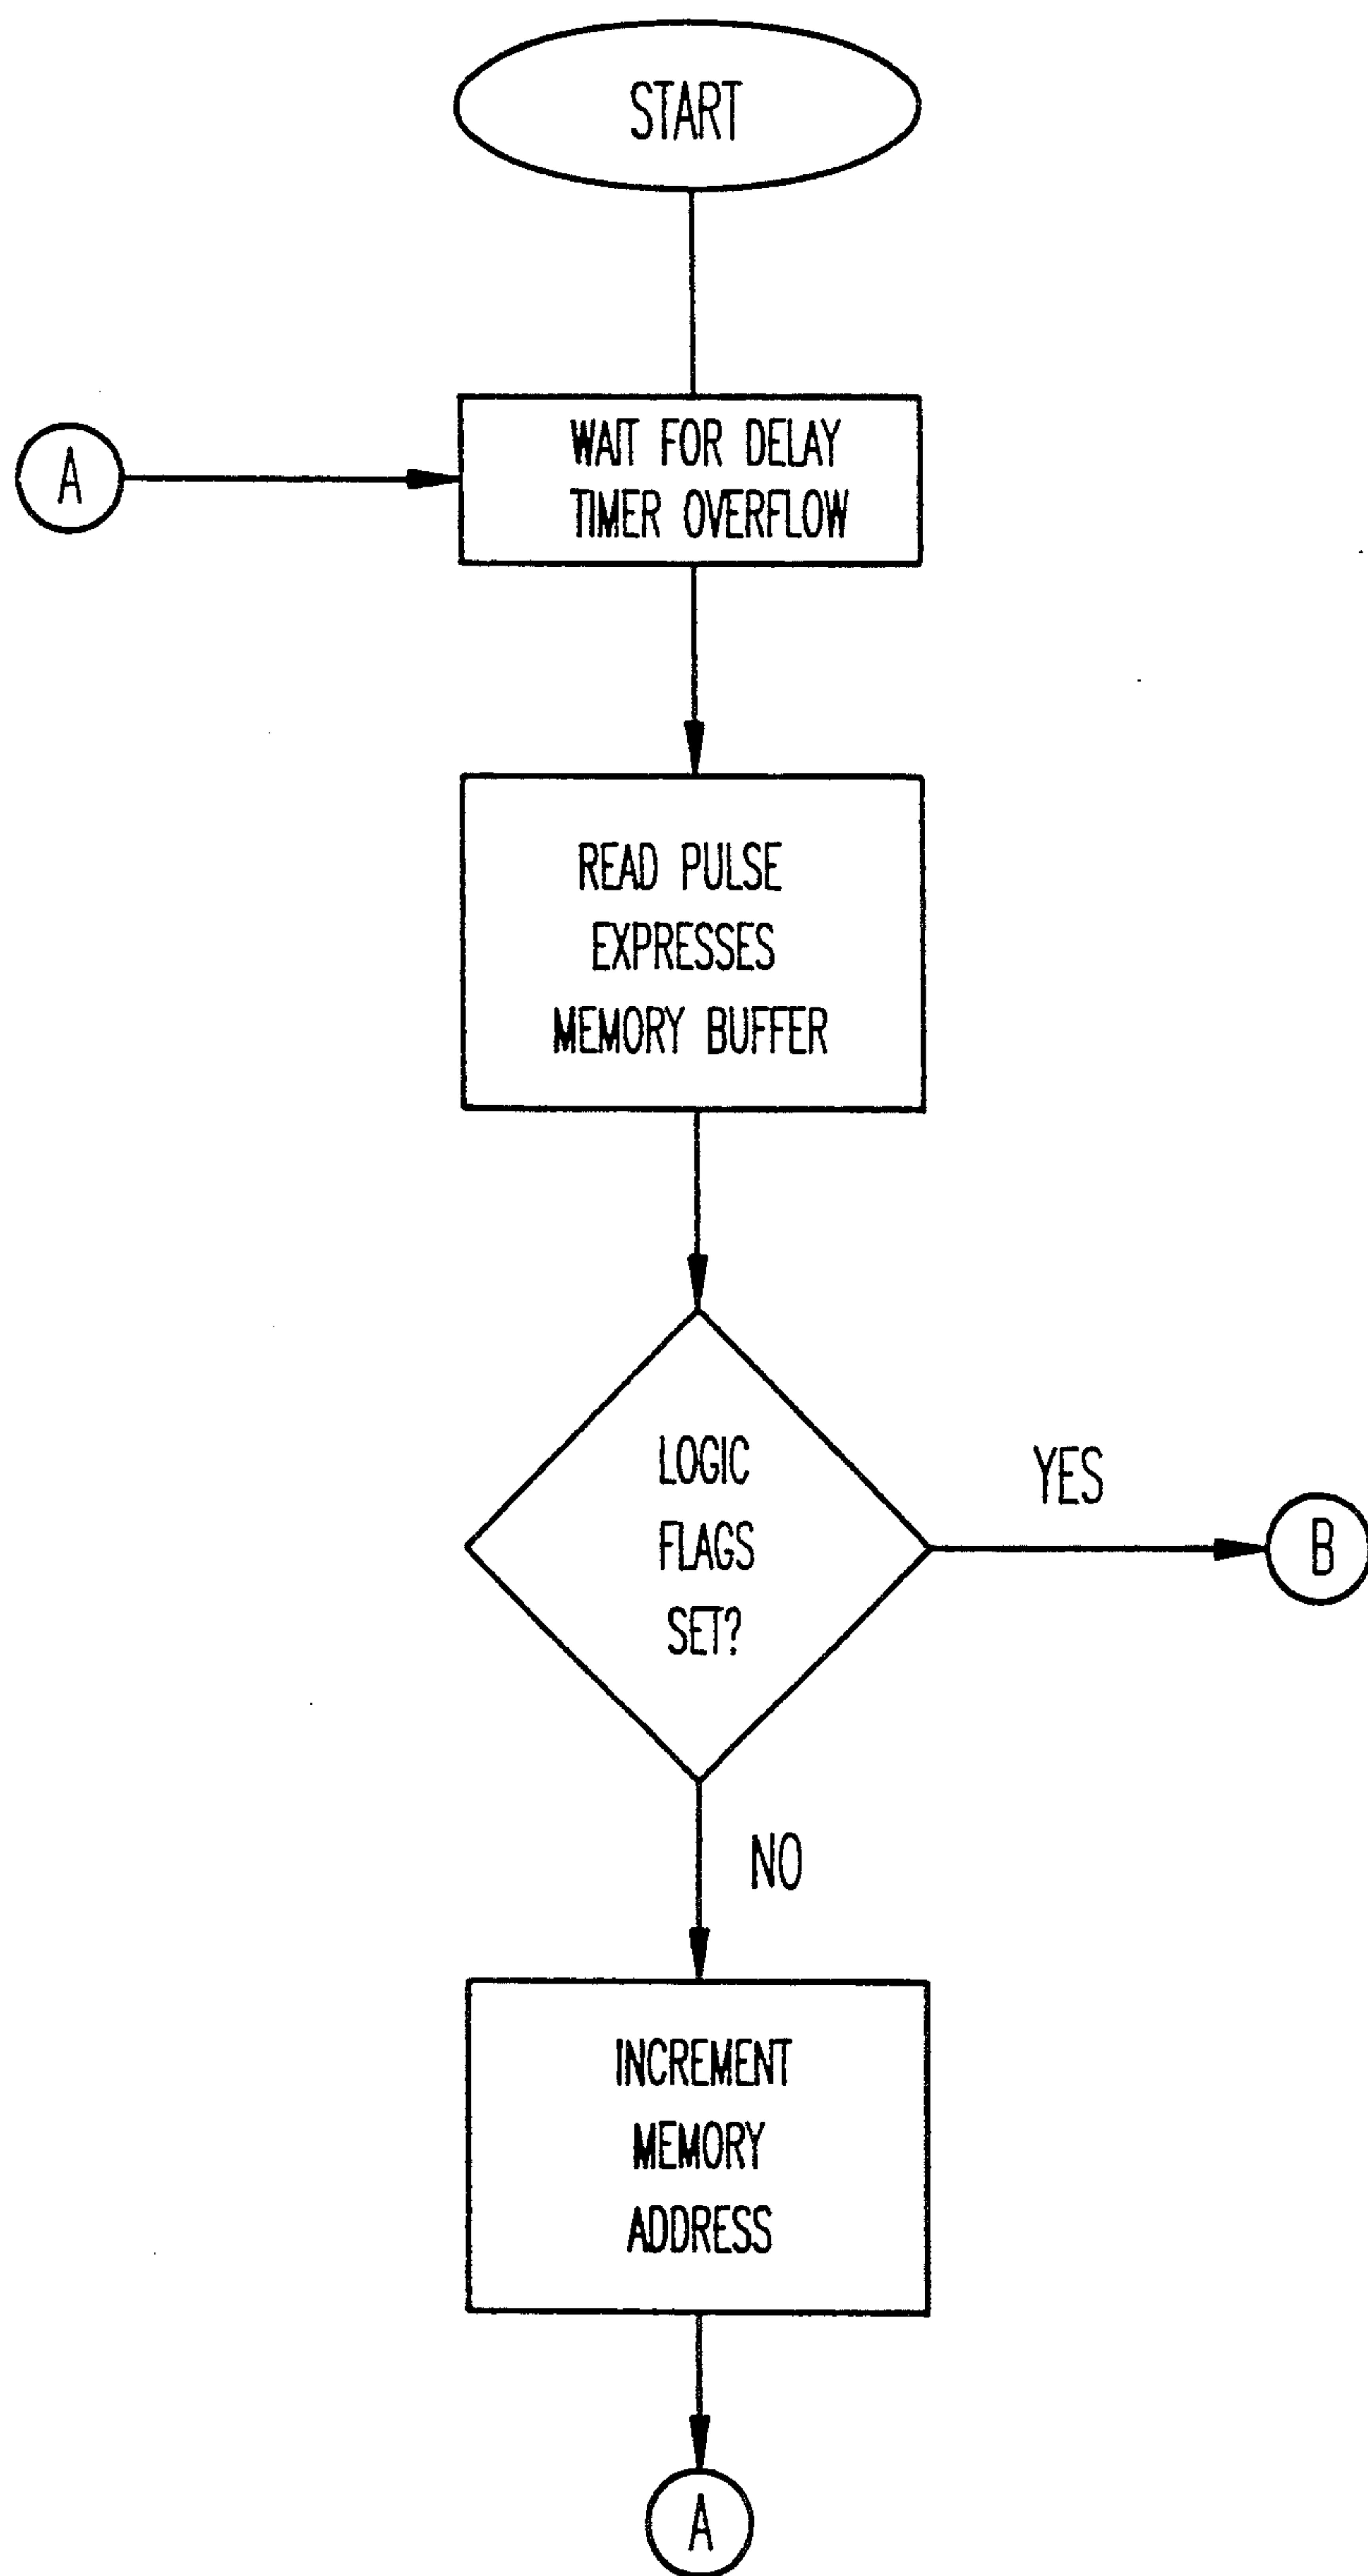 START
A
WAIT FOR DELAY
TIMER OVERFLOW
READ PULSE
EXPRESSES
MEMORY BUFFER
LOGIC
FLAGS
SET?
YES
B
NO
INCREMENT
MEMORY
ADDRESS
A